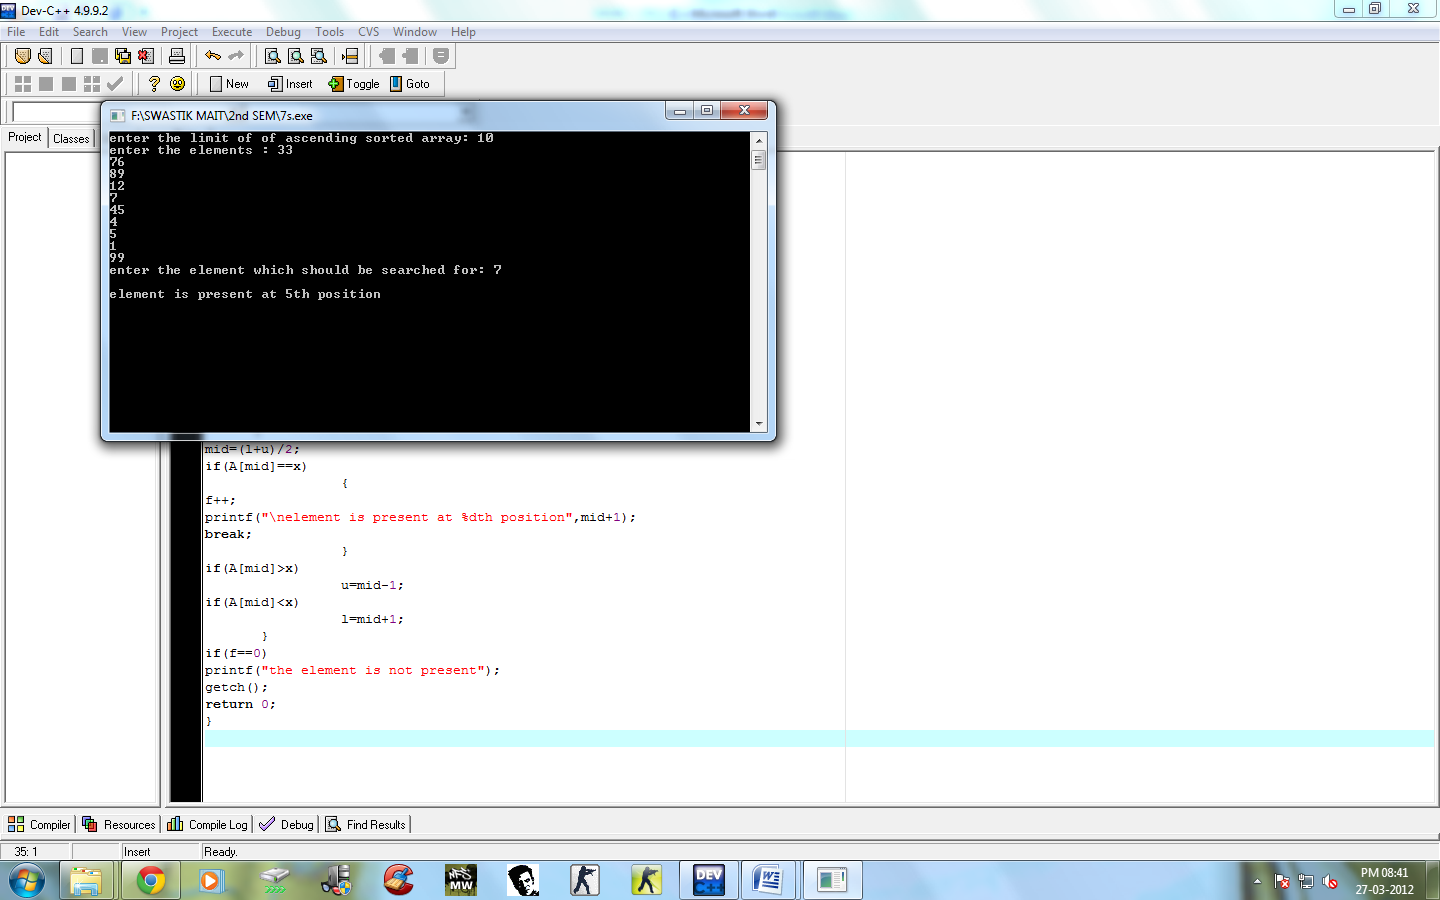 Dev-C++ 4.9.9.2
File Edit Search View Project Execute Debug Tools CVS Window Help
New Insert Toggle Goto
Project Classes
F:\SWASTIK MAIT\2nd SEM\7s.exe
enter the limit of of ascending sorted array: 10
enter the elements : 33
76
89
12
7
45
4
5
1
99
enter the element which should be searched for: 7
element is present at 5th position
mid=(l+u)/2;
if(A[mid]==x)
{
f++;
printf("\nelement is present at %dth position",mid+1);
break;
}
if(A[mid]>x)
u=mid-1;
if(A[mid]<x)
l=mid+1;
}
if(f==0)
printf("the element is not present");
getch();
return 0;
}
Compiler Resources Compile Log Debug Find Results
35: 1 Insert Ready.
NFS MW DEV C++ W
PM 08:41
27-03-2012